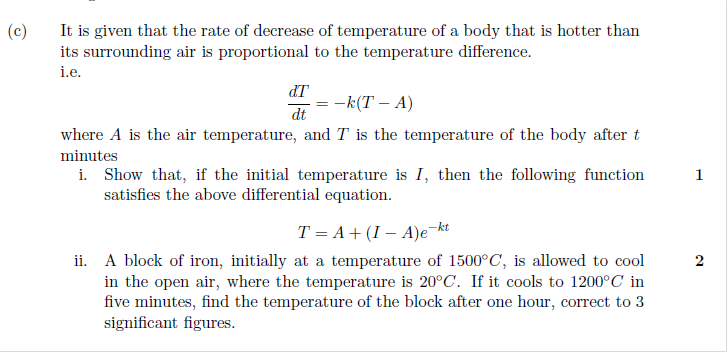 (c) It is given that the rate of decrease of temperature of a body that is hotter than
its surrounding air is proportional to the temperature difference.
i.e.
dT/dt = −k(T − A)
where A is the air temperature, and T is the temperature of the body after t
minutes
i. Show that, if the initial temperature is I, then the following function 1
satisfies the above differential equation.
T = A + (I − A)e^{−kt}
ii. A block of iron, initially at a temperature of 1500°C, is allowed to cool 2
in the open air, where the temperature is 20°C. If it cools to 1200°C in
five minutes, find the temperature of the block after one hour, correct to 3
significant figures.